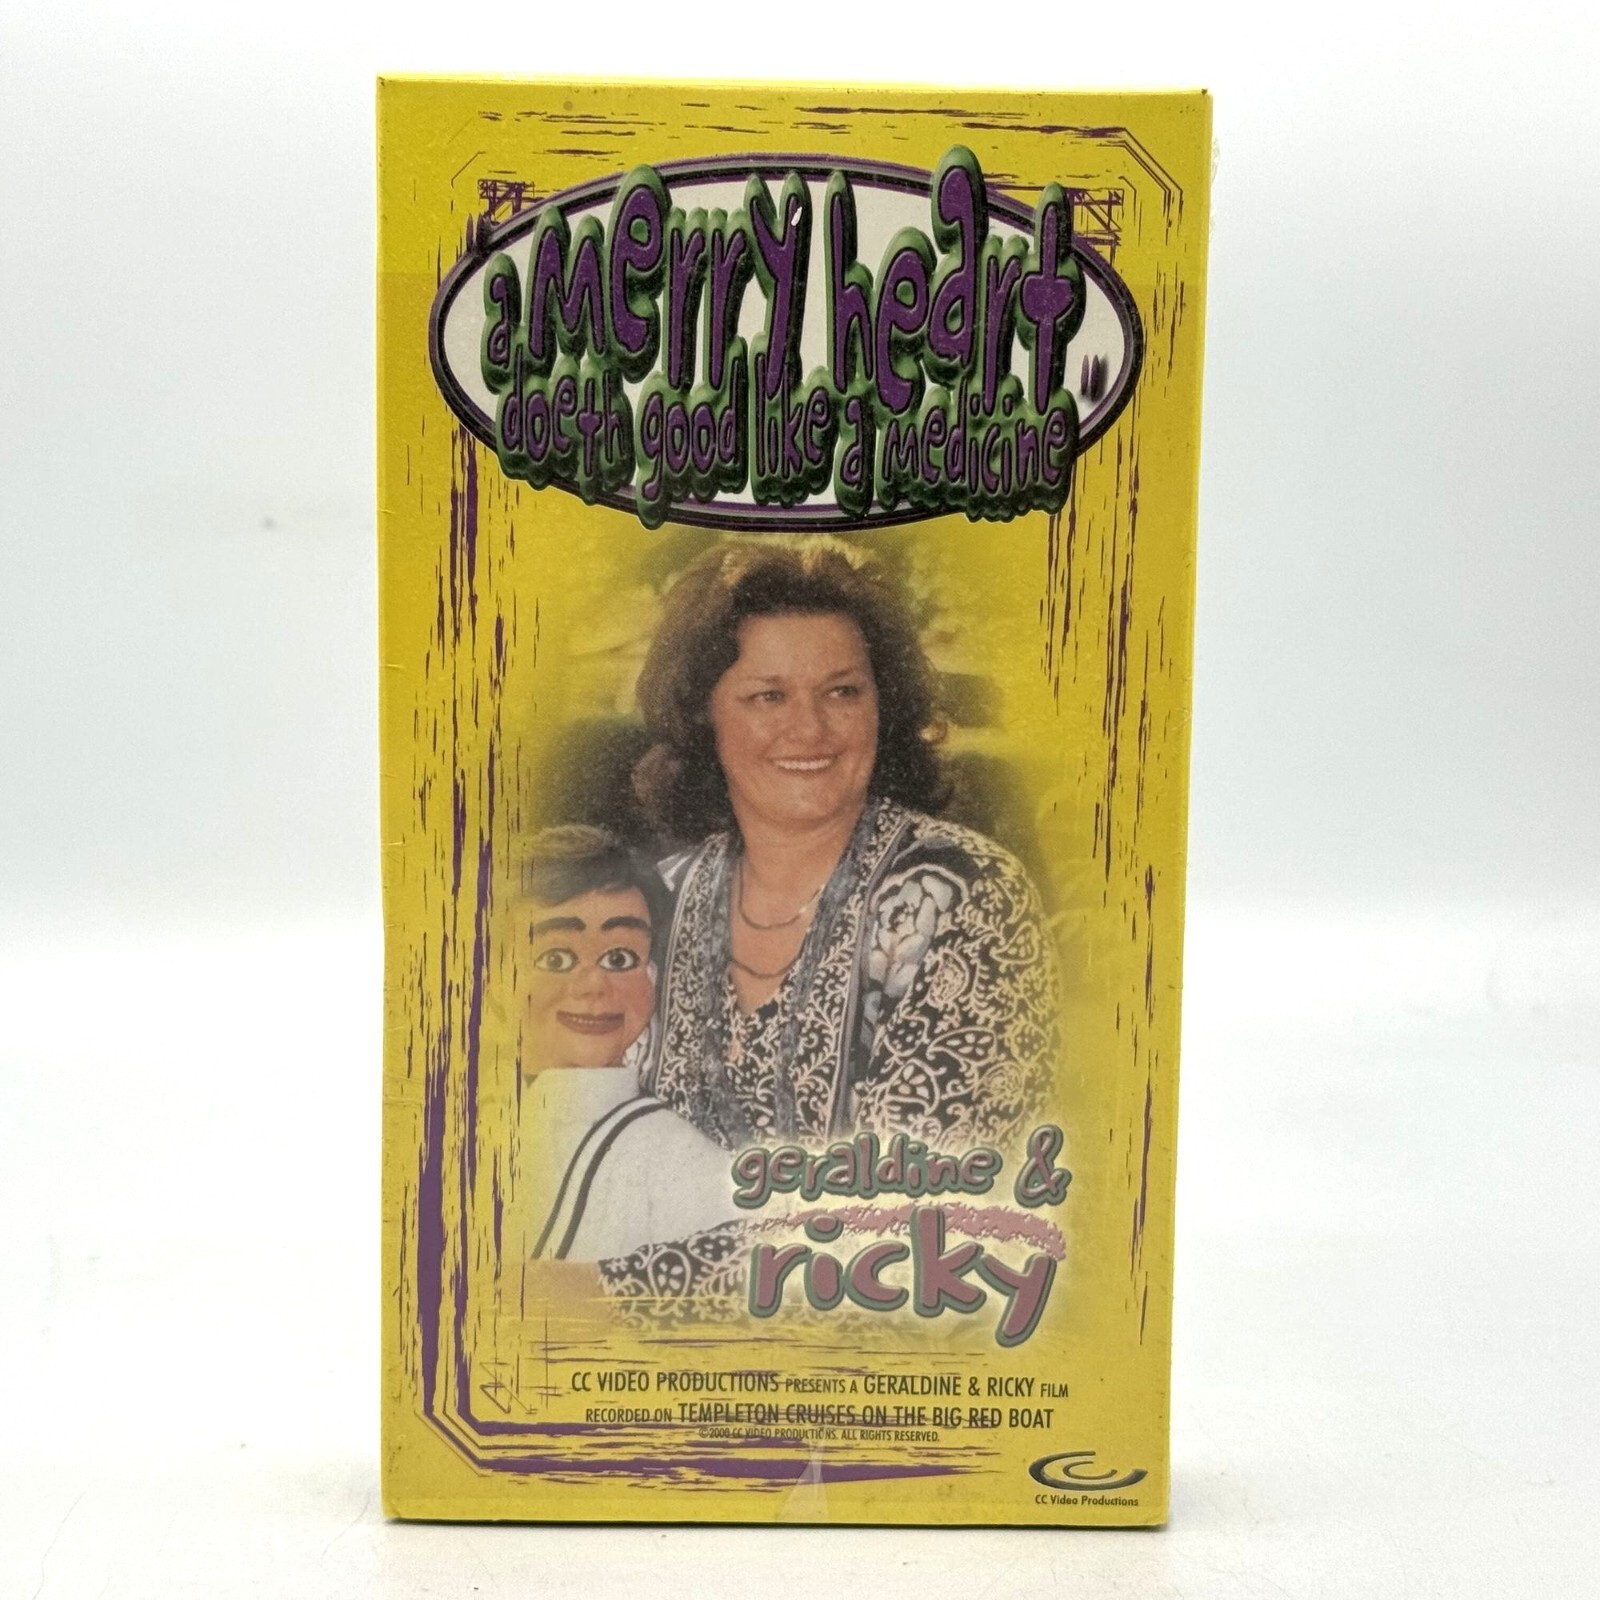 "a merry heart
doeth good like a medicine"
geraldine &
ricky
CC VIDEO PRODUCTIONS PRESENTS A GERALDINE & RICKY FILM
RECORDED ON TEMPLETON CRUISES ON THE BIG RED BOAT
©2000 CC VIDEO PRODUCTIONS. ALL RIGHTS RESERVED.
CC Video Productions